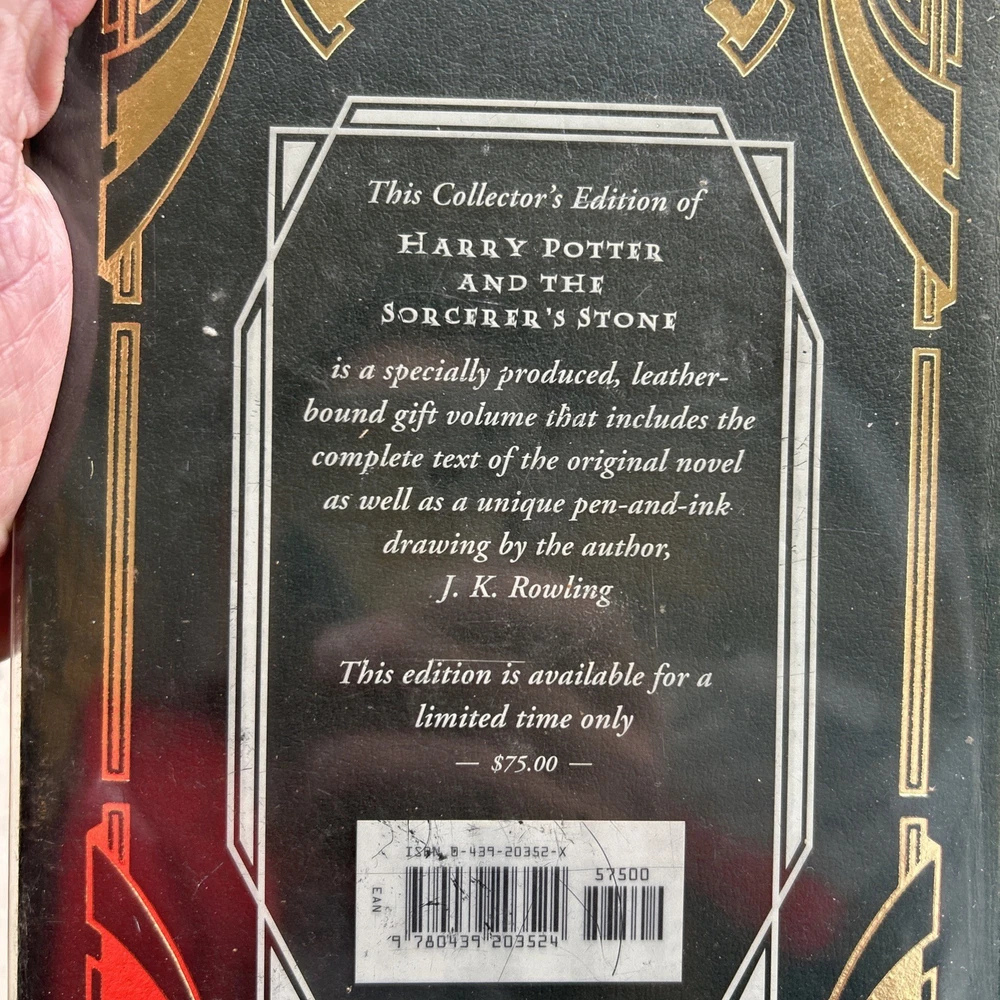 This Collector's Edition of
HARRY POTTER
AND THE
SORCERER'S STONE
is a specially produced, leather-
bound gift volume that includes the
complete text of the original novel
as well as a unique pen-and-ink
drawing by the author,
J. K. Rowling
This edition is available for a
limited time only
— $75.00 —
ISBN 0-439-20352-X
57500
EAN
9 780439 203524